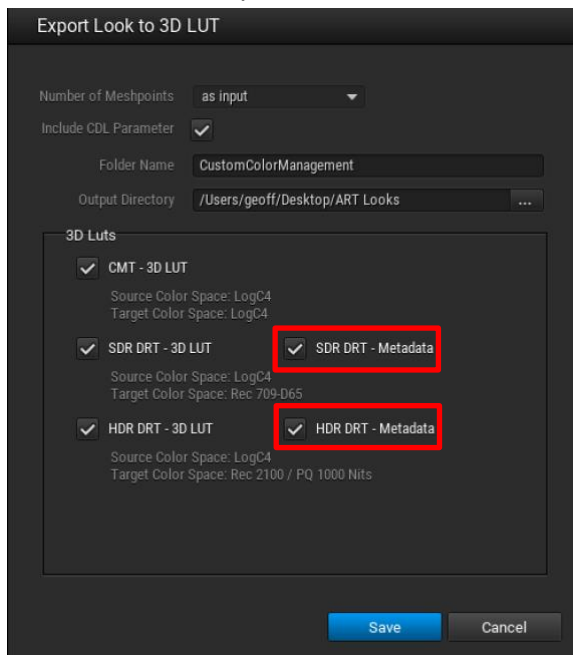 Export Look to 3D LUT
Number of Meshpoints as input
Include CDL Parameter
Folder Name CustomColorManagement
Output Directory /Users/geoff/Desktop/ART Looks ...
3D Luts
CMT - 3D LUT
Source Color Space: LogC4
Target Color Space: LogC4
SDR DRT - 3D LUT SDR DRT - Metadata
Source Color Space: LogC4
Target Color Space: Rec 709-D65
HDR DRT - 3D LUT HDR DRT - Metadata
Source Color Space: LogC4
Target Color Space: Rec 2100 / PQ 1000 Nits
Save Cancel